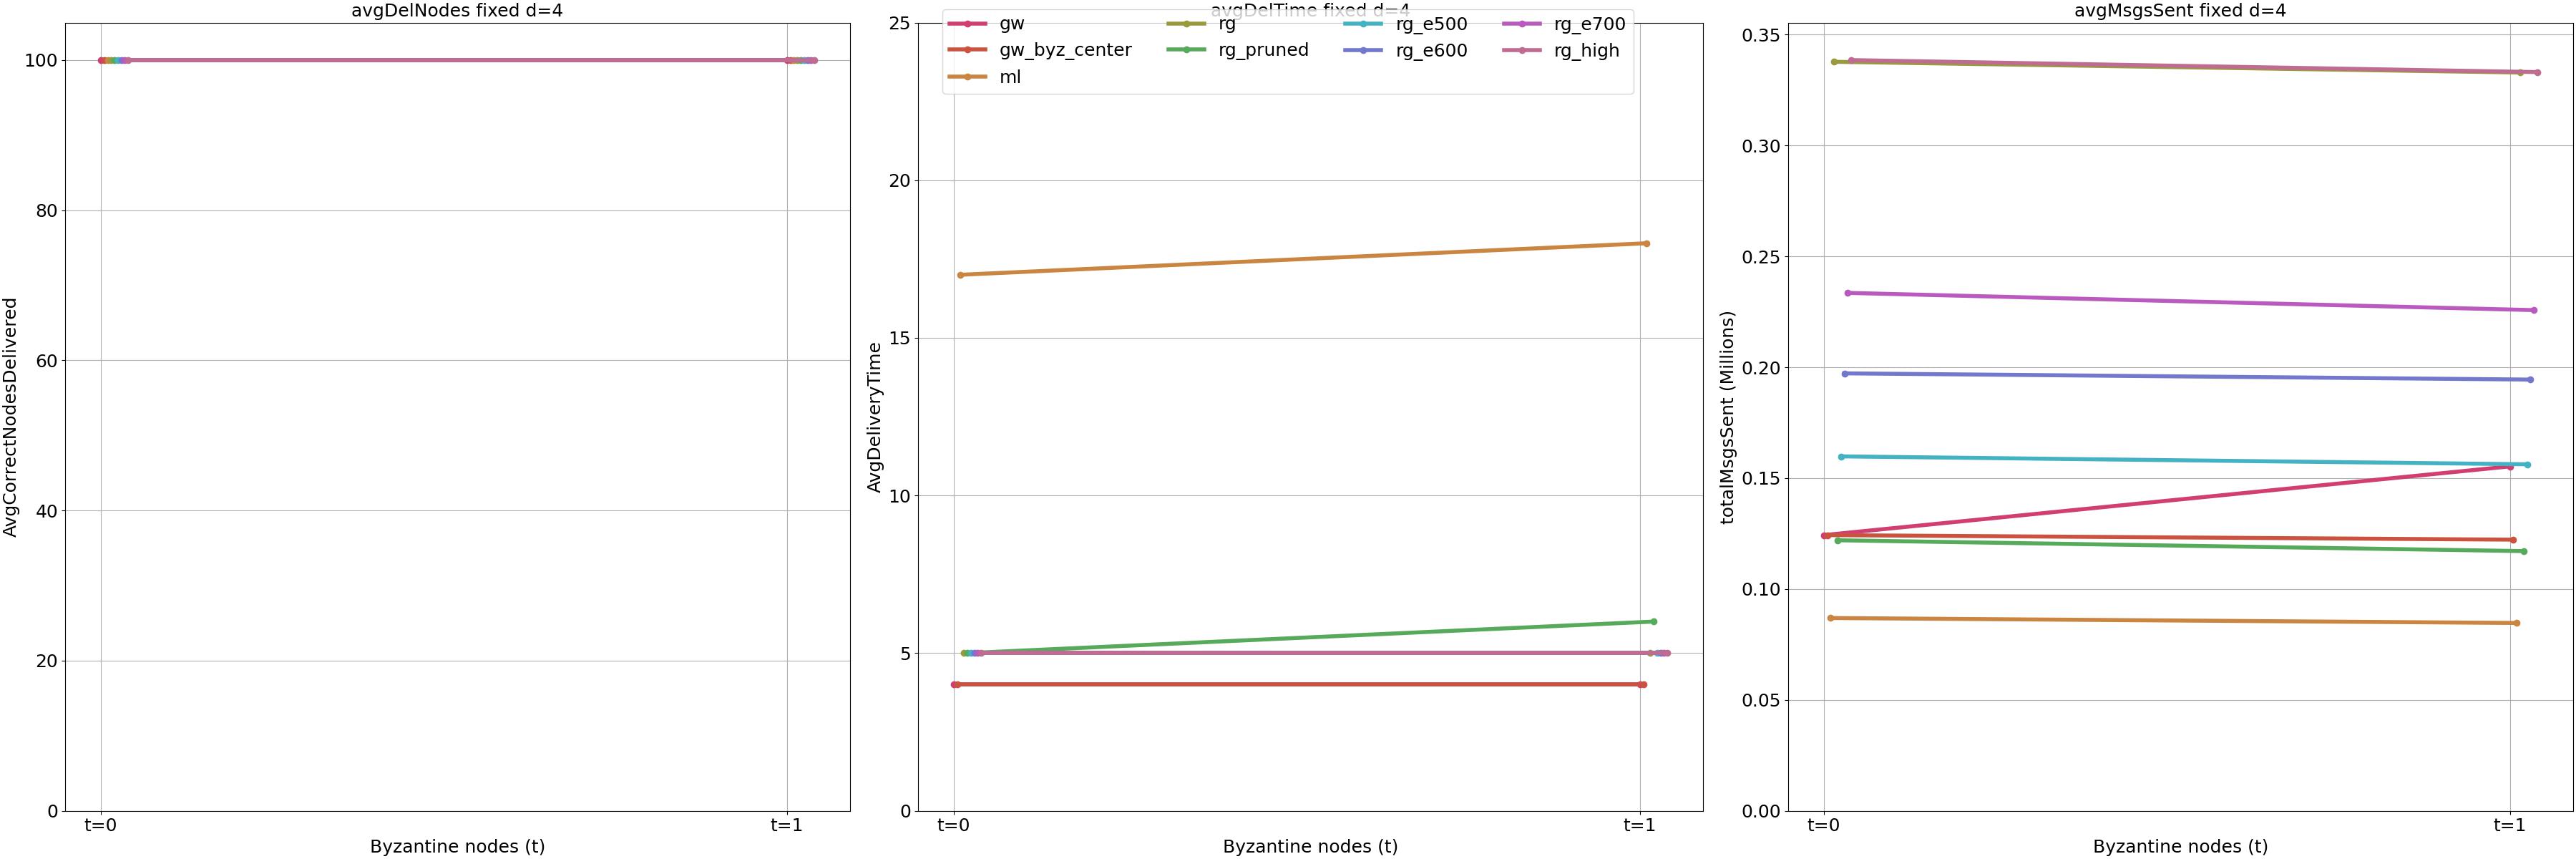 avgDelNodes fixed d=4
100
80
60
40
20
0
AvgCorrectNodesDelivered
t=0
t=1
Byzantine nodes (t)
avgDelTime fixed d=4
gw
gw_byz_center
ml
rg
rg_pruned
rg_e500
rg_e600
rg_e700
rg_high
25
20
15
10
5
0
AvgDeliveryTime
t=0
t=1
Byzantine nodes (t)
avgMsgsSent fixed d=4
0.35
0.30
0.25
0.20
0.15
0.10
0.05
0.00
totalMsgsSent (Millions)
t=0
t=1
Byzantine nodes (t)